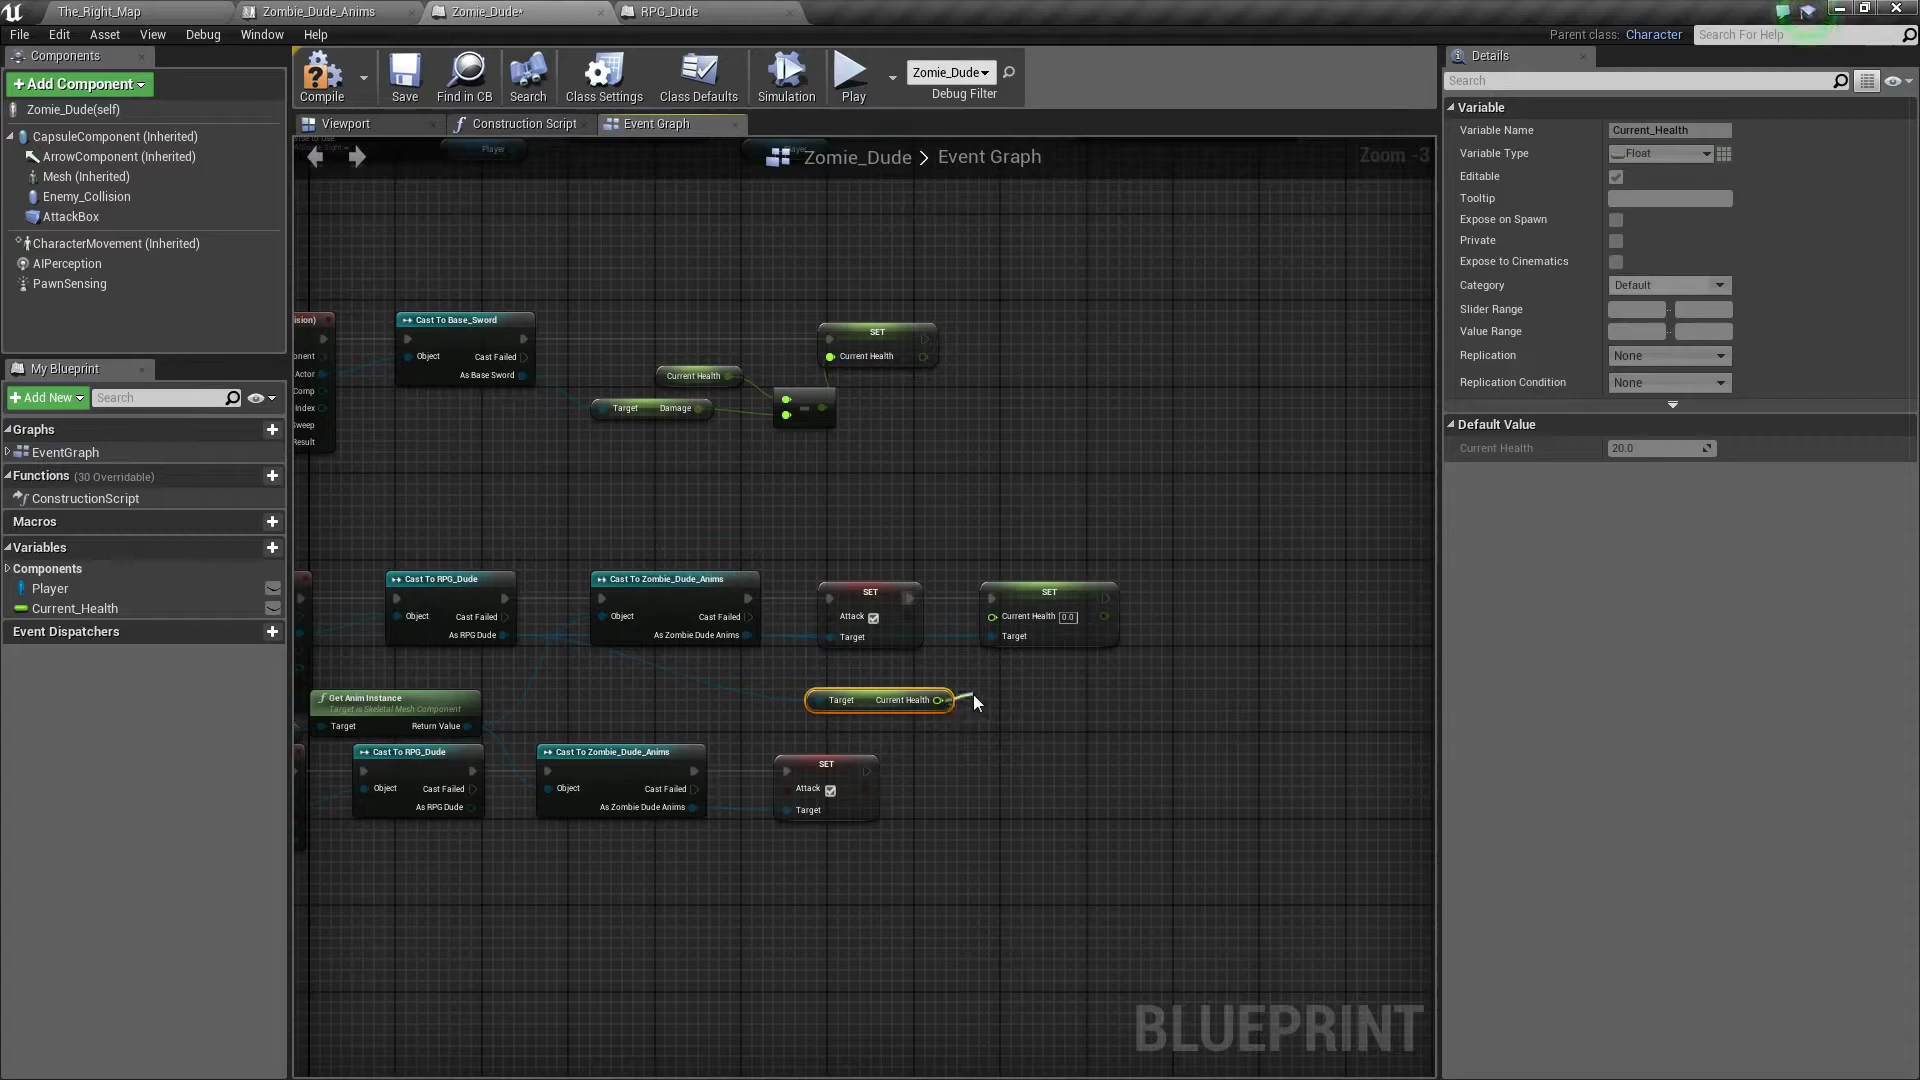 The_Right_Map
Zombie_Dude_Anims
Zomie_Dude*
RPG_Dude
File Edit Asset View Debug Window Help
Parent class: Character
Search For Help
Components
+Add Component
Zomie_Dude(self)
CapsuleComponent (Inherited)
ArrowComponent (Inherited)
Mesh (Inherited)
Enemy_Collision
AttackBox
CharacterMovement (Inherited)
AIPerception
PawnSensing
Compile
Save
Find in CB
Search
Class Settings
Class Defaults
Simulation
Play
Zomie_Dude
Debug Filter
Viewport
Construction Script
Event Graph
Player
Zomie_Dude > Event Graph
Zoom -3
My Blueprint
+Add New
Search
Graphs
EventGraph
Functions (30 Overridable)
ConstructionScript
Macros
Variables
Components
Player
Current_Health
Event Dispatchers
ision)
onent
Actor
Comp
Index
Sweep
Result
Cast To Base_Sword
Object
Cast Failed
As Base Sword
Current Health
Target Damage
SET
Current Health
Cast To RPG_Dude
Object
Cast Failed
As RPG Dude
Cast To Zombie_Dude_Anims
Object
Cast Failed
As Zombie Dude Anims
SET
Attack
Target
SET
Current Health 0.0
Target
Get Anim Instance
Target is Skeletal Mesh Component
Target
Return Value
Target Current Health
Cast To RPG_Dude
Object
Cast Failed
As RPG Dude
Cast To Zombie_Dude_Anims
Object
Cast Failed
As Zombie Dude Anims
SET
Attack
Target
BLUEPRINT
Details
Search
Variable
Variable Name Current_Health
Variable Type Float
Editable
Tooltip
Expose on Spawn
Private
Expose to Cinematics
Category Default
Slider Range
Value Range
Replication None
Replication Condition None
Default Value
Current Health 20.0